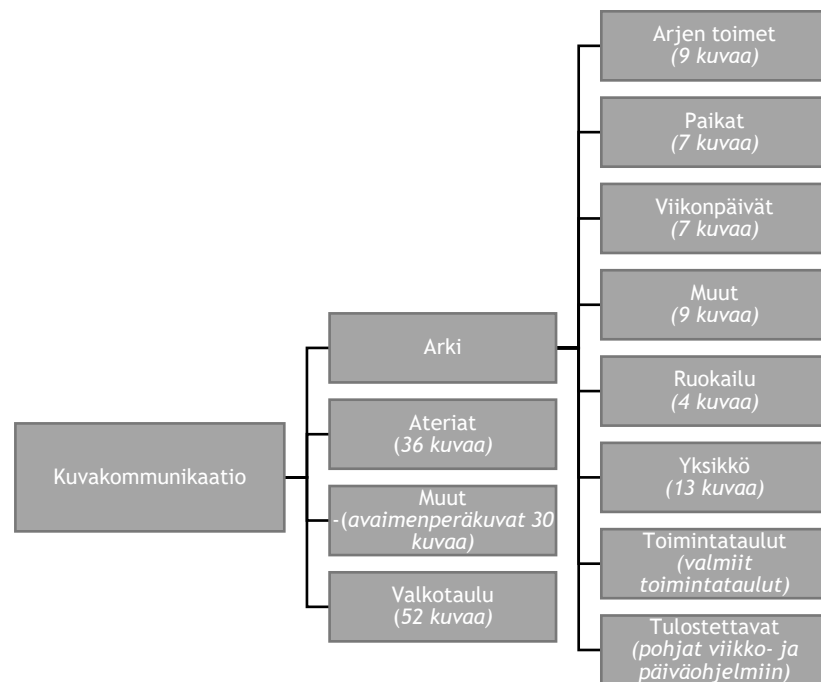 Kuvakommunikaatio
Arki
Ateriat
(36 kuvaa)
Muut
-(avaimenperäkuvat 30
kuvaa)
Valkotaulu
(52 kuvaa)
Arjen toimet
(9 kuvaa)
Paikat
(7 kuvaa)
Viikonpäivät
(7 kuvaa)
Muut
(9 kuvaa)
Ruokailu
(4 kuvaa)
Yksikkö
(13 kuvaa)
Toimintataulut
(valmiit
toimintataulut)
Tulostettavat
(pohjat viikko- ja
päiväohjelmiin)